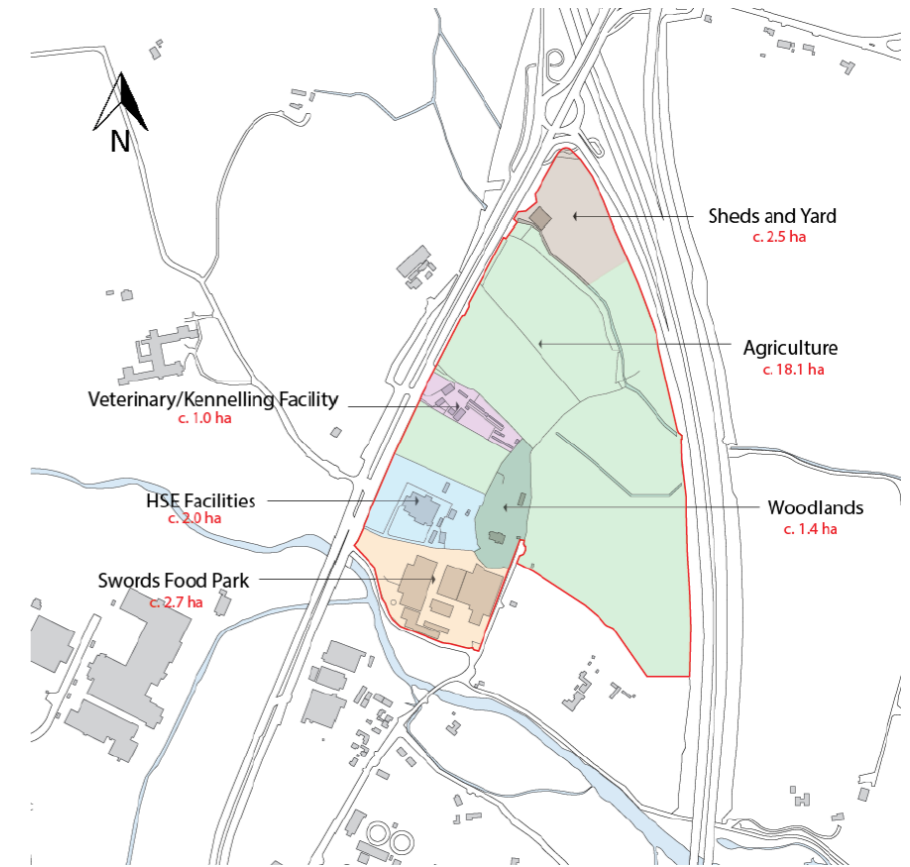 N
Sheds and Yard
c. 2.5 ha
Agriculture
c. 18.1 ha
Veterinary/Kennelling Facility
c. 1.0 ha
HSE Facilities
c. 2.0 ha
Woodlands
c. 1.4 ha
Swords Food Park
c. 2.7 ha